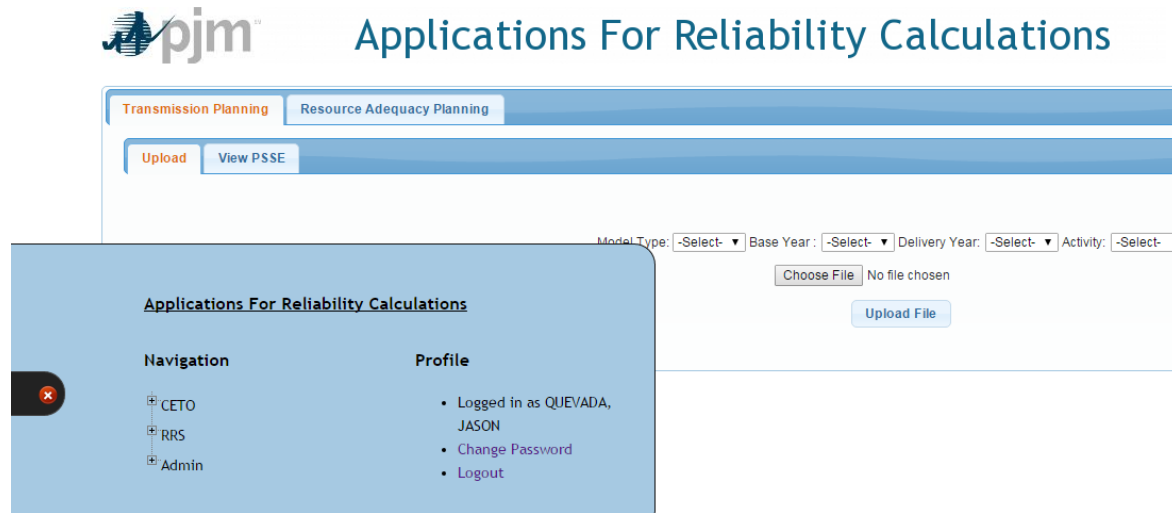 pjm Applications For Reliability Calculations
Transmission Planning Resource Adequacy Planning
Upload View PSSE
Model Type: -Select- Base Year : -Select- Delivery Year: -Select- Activity: -Select-
Choose File No file chosen
Upload File
Applications For Reliability Calculations
Navigation
CETO
RRS
Admin
Profile
Logged in as QUEVADA,
JASON
Change Password
Logout